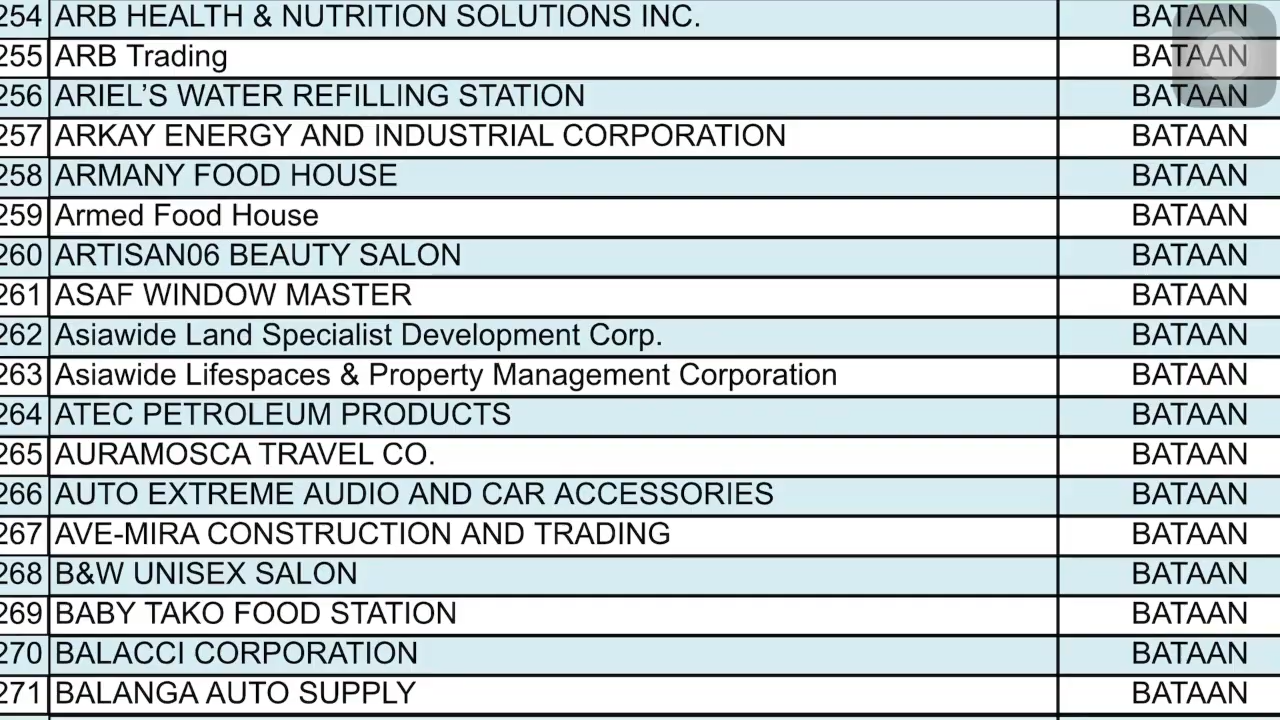 254 ARB HEALTH & NUTRITION SOLUTIONS INC. BATAAN
255 ARB Trading BATAAN
256 ARIEL’S WATER REFILLING STATION BATAAN
257 ARKAY ENERGY AND INDUSTRIAL CORPORATION BATAAN
258 ARMANY FOOD HOUSE BATAAN
259 Armed Food House BATAAN
260 ARTISAN06 BEAUTY SALON BATAAN
261 ASAF WINDOW MASTER BATAAN
262 Asiawide Land Specialist Development Corp. BATAAN
263 Asiawide Lifespaces & Property Management Corporation BATAAN
264 ATEC PETROLEUM PRODUCTS BATAAN
265 AURAMOSCA TRAVEL CO. BATAAN
266 AUTO EXTREME AUDIO AND CAR ACCESSORIES BATAAN
267 AVE-MIRA CONSTRUCTION AND TRADING BATAAN
268 B&W UNISEX SALON BATAAN
269 BABY TAKO FOOD STATION BATAAN
270 BALACCI CORPORATION BATAAN
271 BALANGA AUTO SUPPLY BATAAN